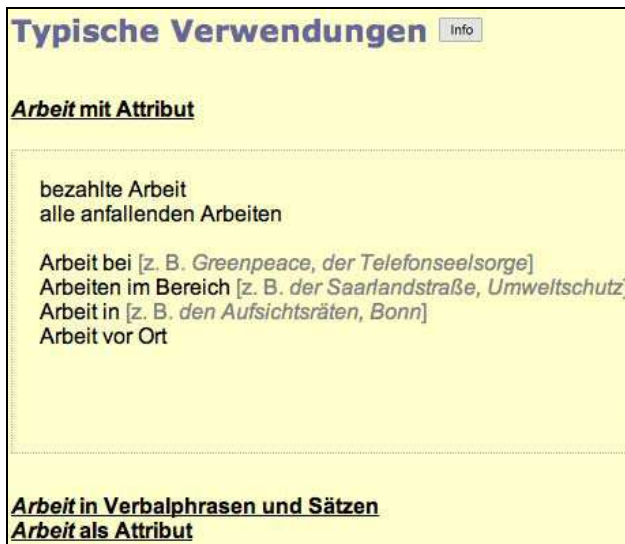 Typische Verwendungen Info
Arbeit mit Attribut
bezahlte Arbeit
alle anfallenden Arbeiten
Arbeit bei [z. B. Greenpeace, der Telefonseelsorge]
Arbeiten im Bereich [z. B. der Saarlandstraße, Umweltschutz]
Arbeit in [z. B. den Aufsichtsräten, Bonn]
Arbeit vor Ort
Arbeit in Verbalphrasen und Sätzen
Arbeit als Attribut